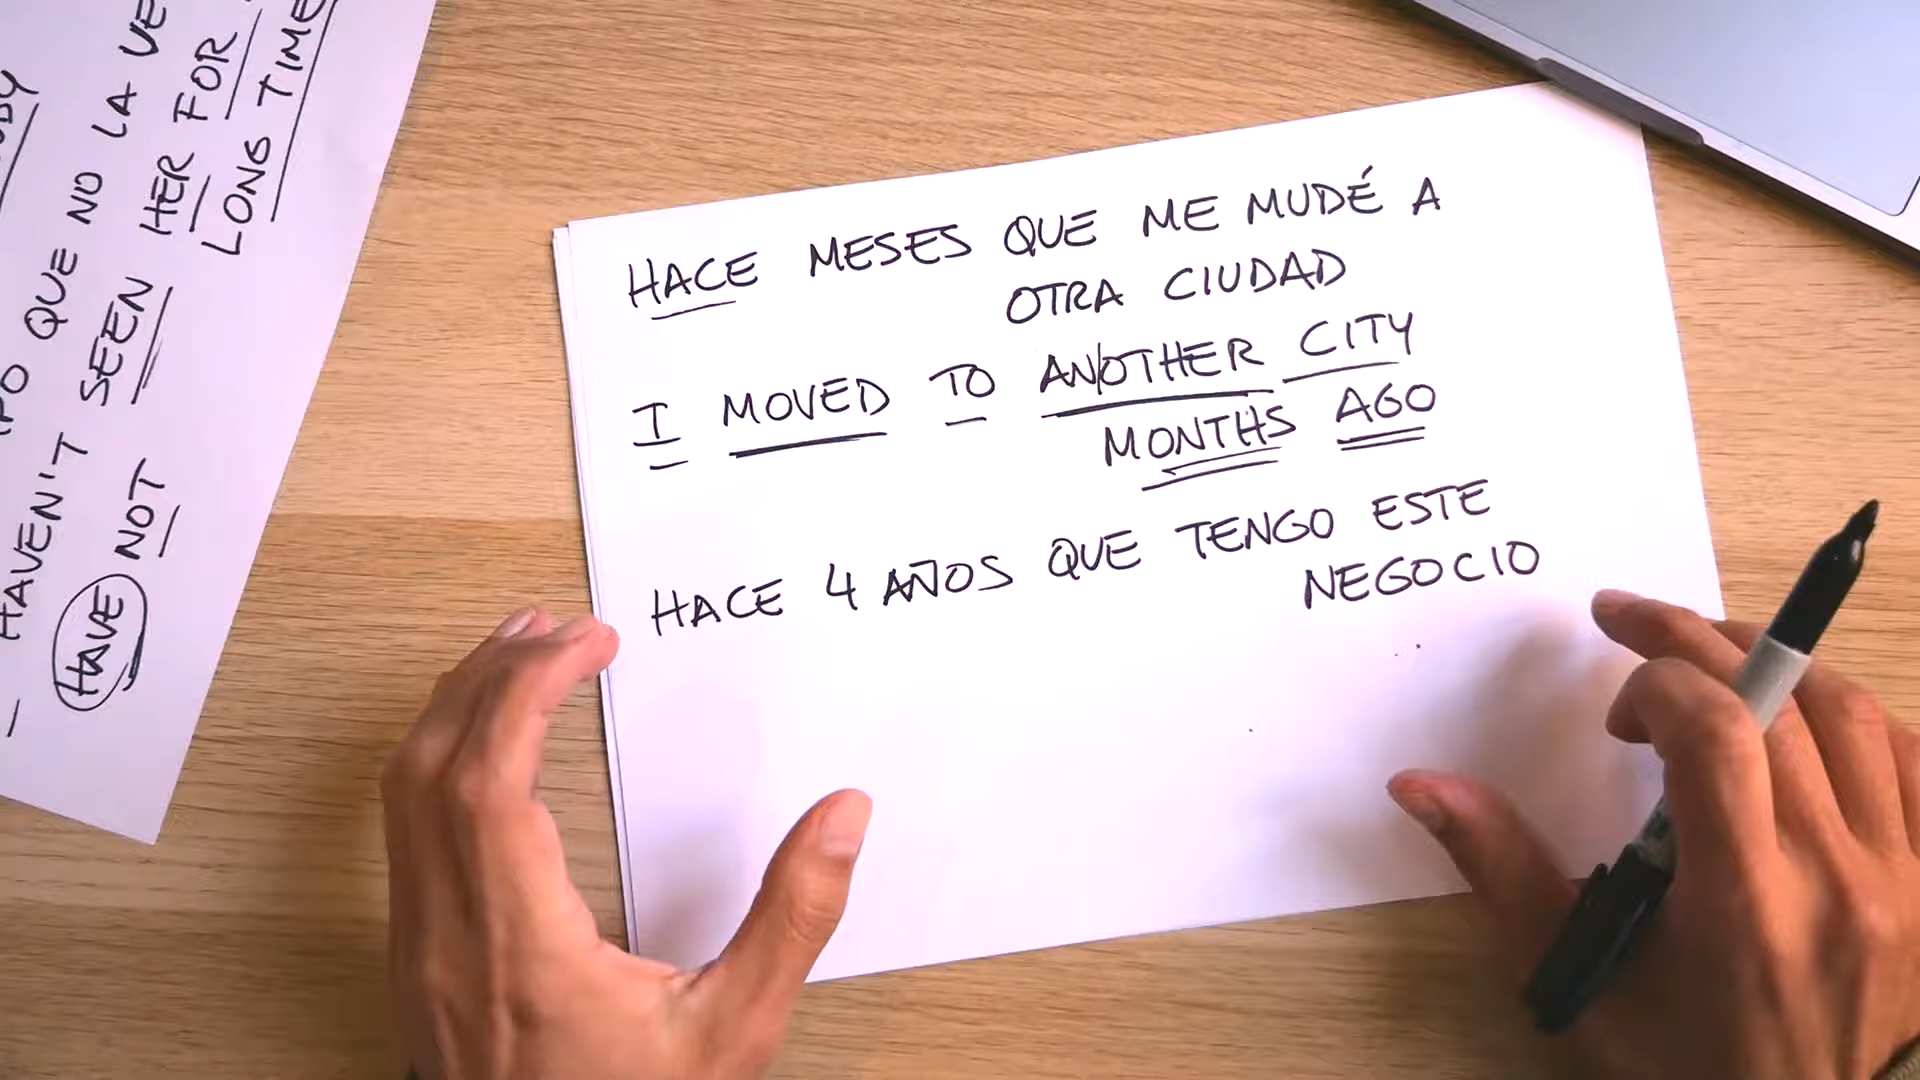 HACE MESES QUE ME MUDÉ A
OTRA CIUDAD
I MOVED TO ANOTHER CITY
MONTHS AGO
HACE 4 AÑOS QUE TENGO ESTE
NEGOCIO
QUE NO LA
HAVEN'T SEEN HER FOR
LONG TIME
HAVE NOT